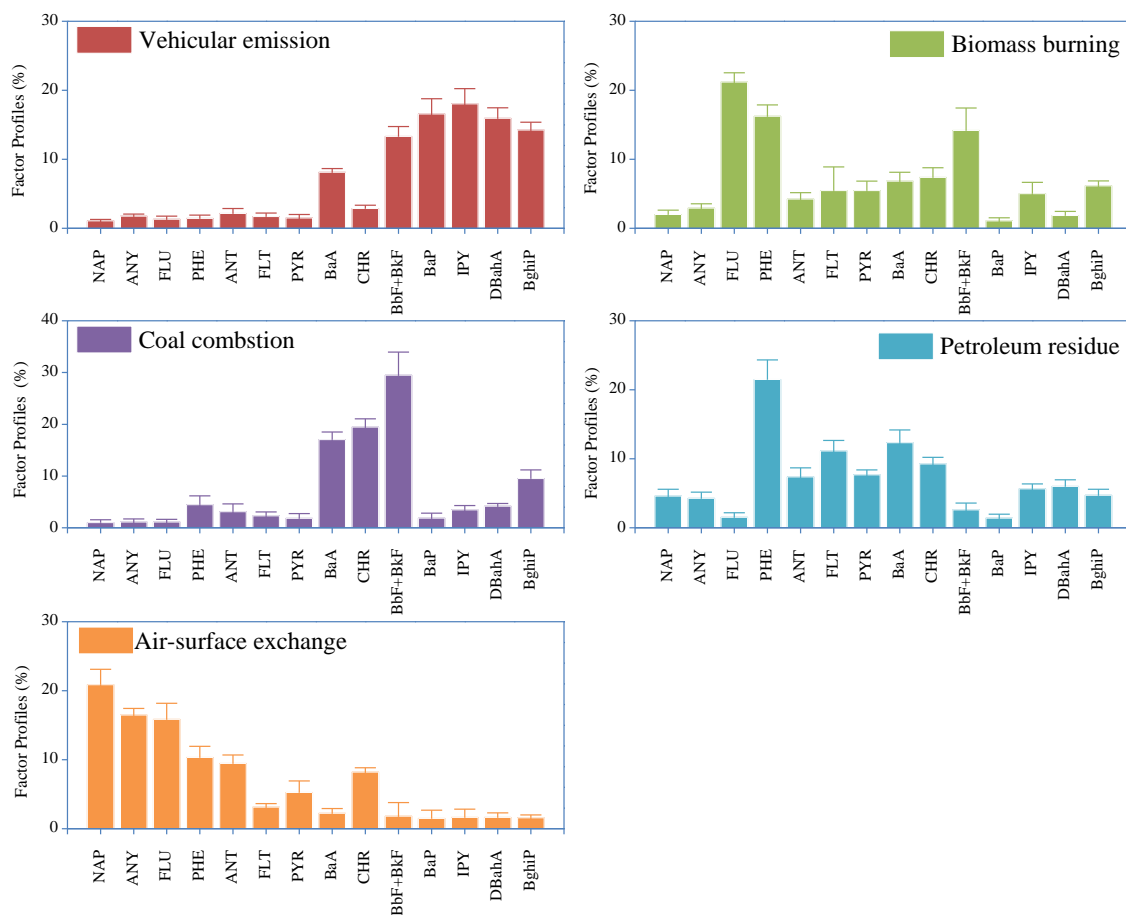 30
20
10
0
Factor Profiles (%)
Vehicular emission
NAP
ANY
FLU
PHE
ANT
FLT
PYR
BaA
CHR
BbF+BkF
BaP
IPY
DBahA
BghiP
30
20
10
0
Factor Profiles (%)
Biomass burning
NAP
ANY
FLU
PHE
ANT
FLT
PYR
BaA
CHR
BbF+BkF
BaP
IPY
DBahA
BghiP
40
30
20
10
0
Factor Profiles (%)
Coal combstion
NAP
ANY
FLU
PHE
ANT
FLT
PYR
BaA
CHR
BbF+BkF
BaP
IPY
DBahA
BghiP
30
20
10
0
Factor Profiles (%)
Petroleum residue
NAP
ANY
FLU
PHE
ANT
FLT
PYR
BaA
CHR
BbF+BkF
BaP
IPY
DBahA
BghiP
30
20
10
0
Factor Profiles (%)
Air-surface exchange
NAP
ANY
FLU
PHE
ANT
FLT
PYR
BaA
CHR
BbF+BkF
BaP
IPY
DBahA
BghiP